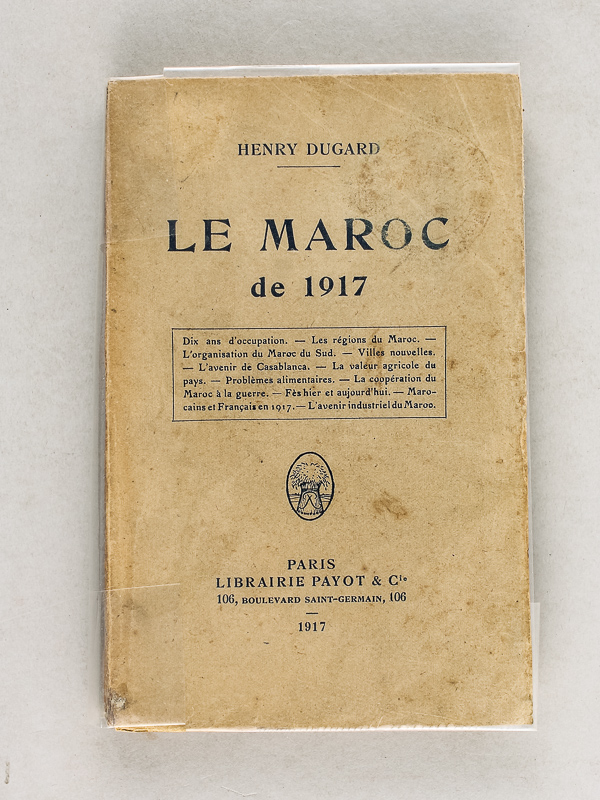 HENRY DUGARD
LE MAROC
de 1917
Dix ans d'occupation. — Les régions du Maroc. —
L'organisation du Maroc du Sud. — Villes nouvelles.
— L'avenir de Casablanca. — La valeur agricole du
pays. — Problèmes alimentaires. — La coopération du
Maroc à la guerre. — Fès hier et aujourd'hui. — Maro-
cains et Français en 1917. — L'avenir industriel du Maroc.
PARIS
LIBRAIRIE PAYOT & Cie
106, BOULEVARD SAINT-GERMAIN, 106
1917